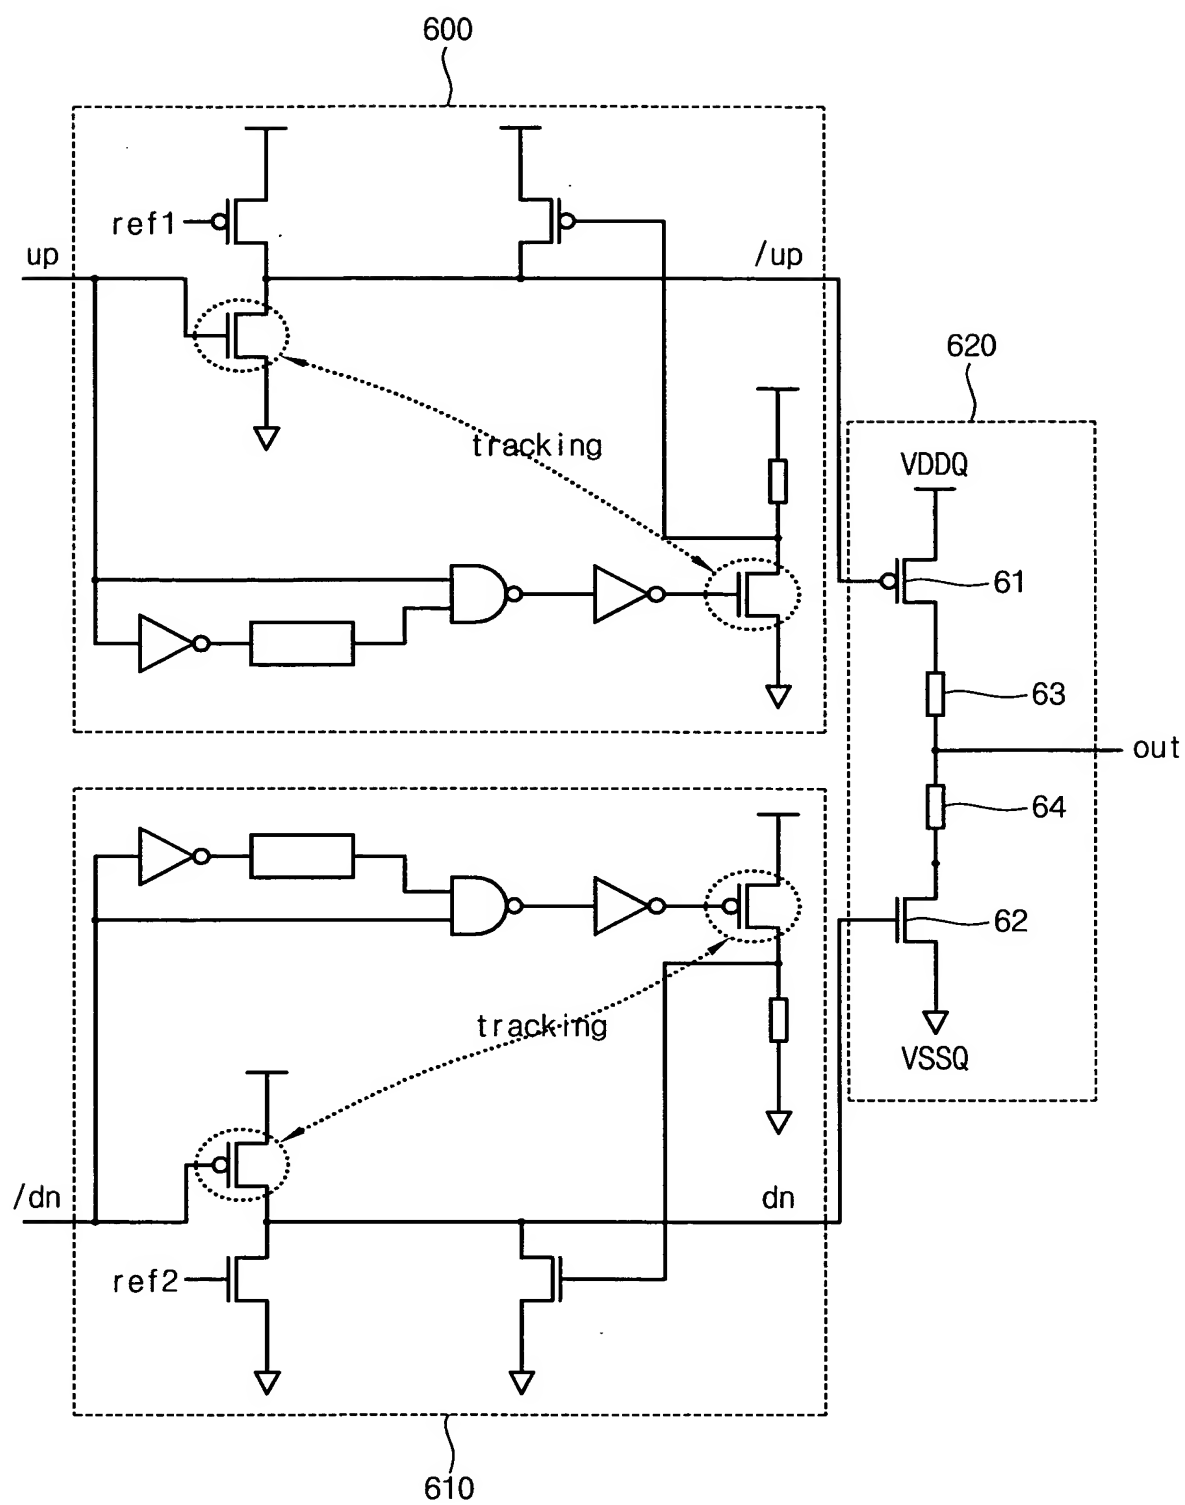 600
ref1
up
/up
620
tracking
VDDQ
61
63
out
64
62
tracking
VSSQ
/dn
dn
ref2
610